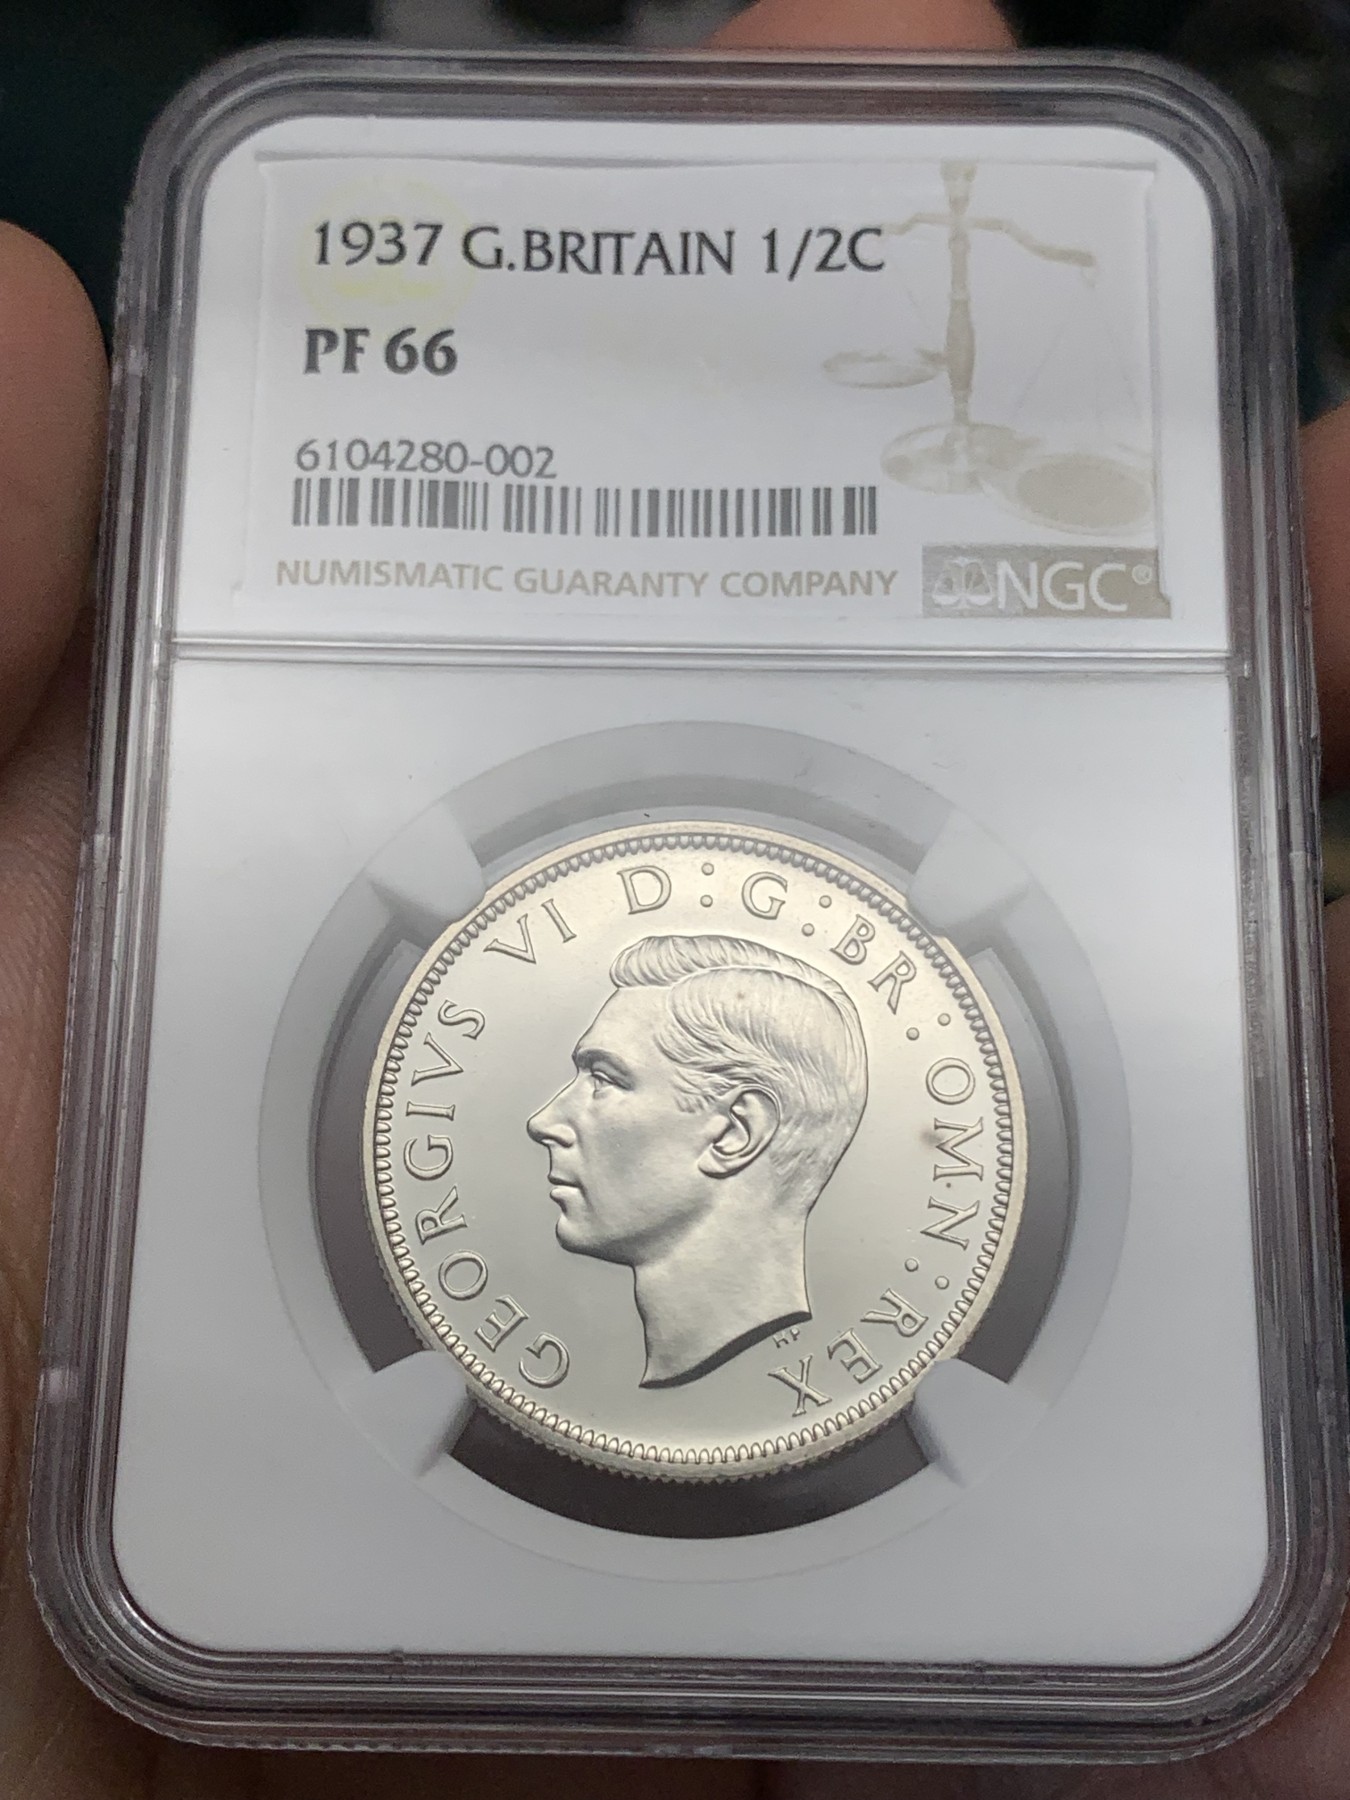 1937 G.BRITAIN 1/2C
PF 66
6104280-002
NUMISMATIC GUARANTY COMPANY
NGC®
GEORGIVS VI D:G:BR:OMN:REX
HP